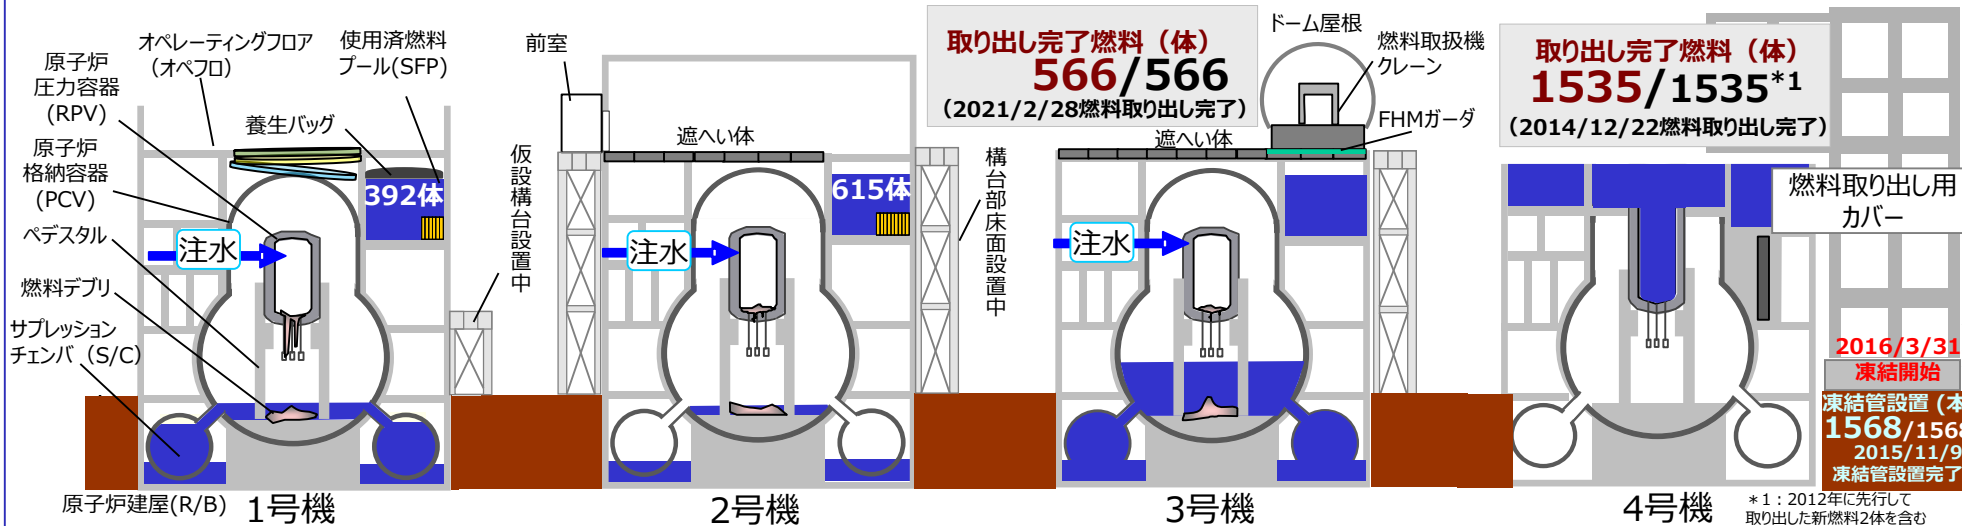 オペレーティングフロア
(オペフロ)
使用済燃料
プール(SFP)
原子炉
圧力容器
(RPV)
養生バッグ
原子炉
格納容器
(PCV)
392体
ペデスタル
注水
燃料デブリ
サプレッション
チェンバ (S/C)
原子炉建屋(R/B)
1号機
仮設構台設置中
前室
遮へい体
615体
注水
2号機
構台部床面設置中
取り出し完了燃料(体)
566/566
(2021/2/28燃料取り出し完了)
ドーム屋根
燃料取扱機
クレーン
FHMガーダ
遮へい体
注水
3号機
取り出し完了燃料(体)
1535/1535*1
(2014/12/22燃料取り出し完了)
燃料取り出し用
カバー
2016/3/31
凍結開始
凍結管設置 (本
1568/1568
2015/11/9
凍結管設置完了
4号機
*1:2012年に先行して
取り出した新燃料2体を含む